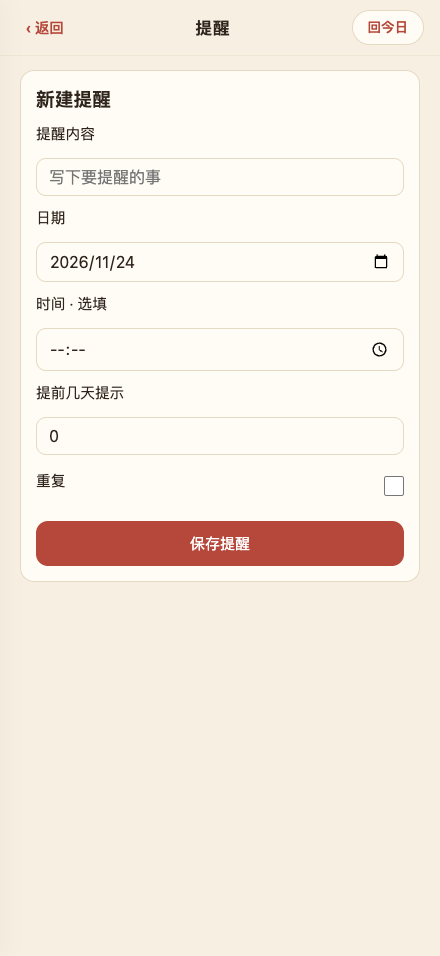 ‹ 返回
提醒
回今日
新建提醒
提醒内容
写下要提醒的事
日期
2026/11/24
时间 · 选填
--:--
提前几天提示
0
重复
保存提醒